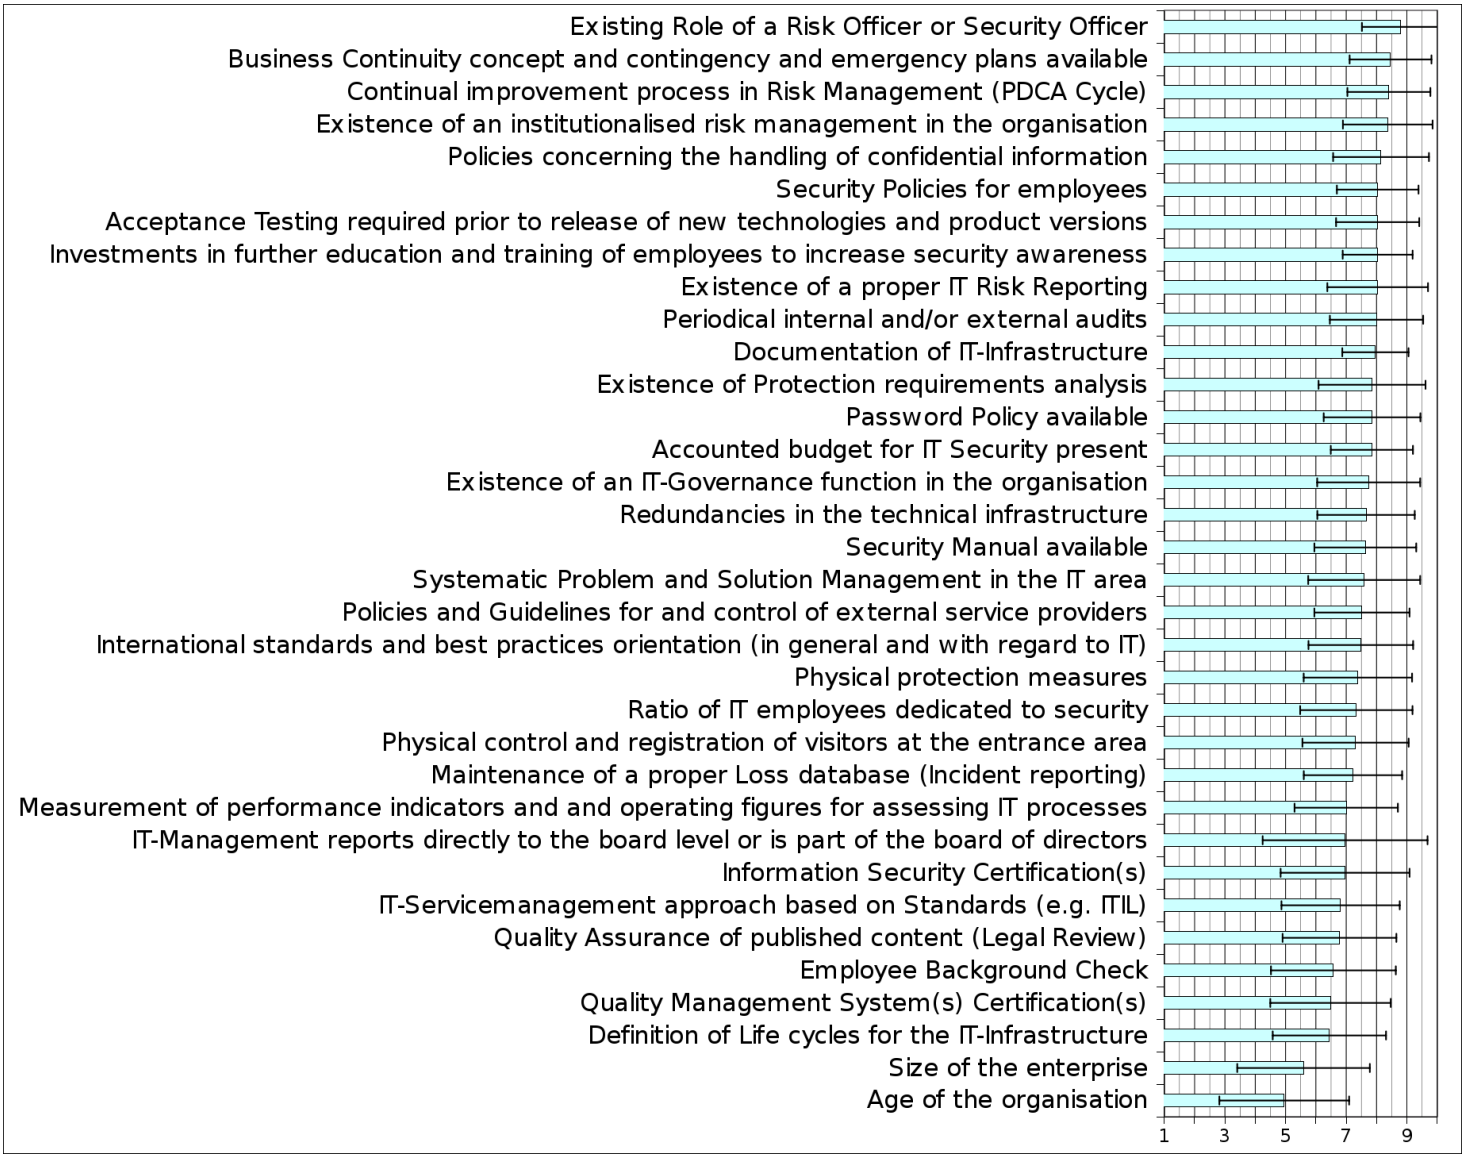 Existing Role of a Risk Officer or Security Officer
Business Continuity concept and contingency and emergency plans available
Continual improvement process in Risk Management (PDCA Cycle)
Existence of an institutionalised risk management in the organisation
Policies concerning the handling of confidential information
Security Policies for employees
Acceptance Testing required prior to release of new technologies and product versions
Investments in further education and training of employees to increase security awareness
Existence of a proper IT Risk Reporting
Periodical internal and/or external audits
Documentation of IT-Infrastructure
Existence of Protection requirements analysis
Password Policy available
Accounted budget for IT Security present
Existence of an IT-Governance function in the organisation
Redundancies in the technical infrastructure
Security Manual available
Systematic Problem and Solution Management in the IT area
Policies and Guidelines for and control of external service providers
International standards and best practices orientation (in general and with regard to IT)
Physical protection measures
Ratio of IT employees dedicated to security
Physical control and registration of visitors at the entrance area
Maintenance of a proper Loss database (Incident reporting)
Measurement of performance indicators and and operating figures for assessing IT processes
IT-Management reports directly to the board level or is part of the board of directors
Information Security Certification(s)
IT-Servicemanagement approach based on Standards (e.g. ITIL)
Quality Assurance of published content (Legal Review)
Employee Background Check
Quality Management System(s) Certification(s)
Definition of Life cycles for the IT-Infrastructure
Size of the enterprise
Age of the organisation
1 3 5 7 9